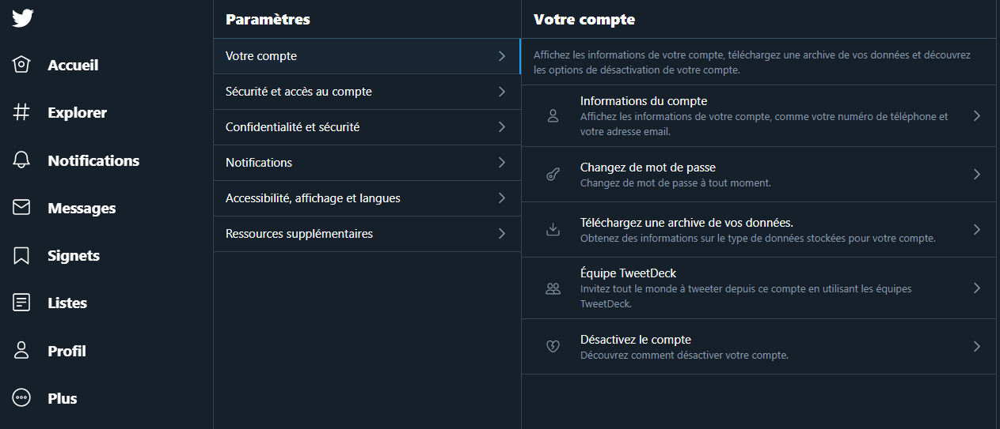 Accueil
Explorer
Notifications
Messages
Signets
Listes
Profil
Plus
Paramètres
Votre compte
Sécurité et accès au compte
Confidentialité et sécurité
Notifications
Accessibilité, affichage et langues
Ressources supplémentaires
Votre compte
Affichez les informations de votre compte, téléchargez une archive de vos données et découvrez
les options de désactivation de votre compte.
Informations du compte
Affichez les informations de votre compte, comme votre numéro de téléphone et
votre adresse email.
Changez de mot de passe
Changez de mot de passe à tout moment.
Téléchargez une archive de vos données.
Obtenez des informations sur le type de données stockées pour votre compte.
Équipe TweetDeck
Invitez tout le monde à tweeter depuis ce compte en utilisant les équipes
TweetDeck.
Désactivez le compte
Découvrez comment désactiver votre compte.